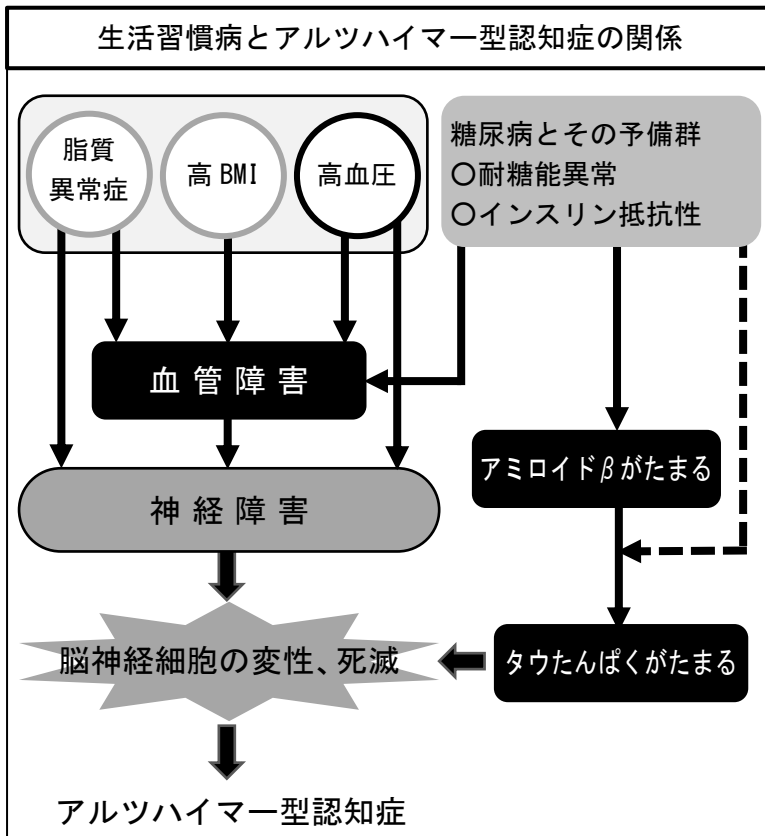 生活習慣病とアルツハイマー型認知症の関係
脂質
異常症
高BMI
高血圧
糖尿病とその予備群
〇耐糖能異常
〇インスリン抵抗性
血管障害
アミロイドβがたまる
神経障害
脳神経細胞の変性、死滅
タウたんぱくがたまる
アルツハイマー型認知症